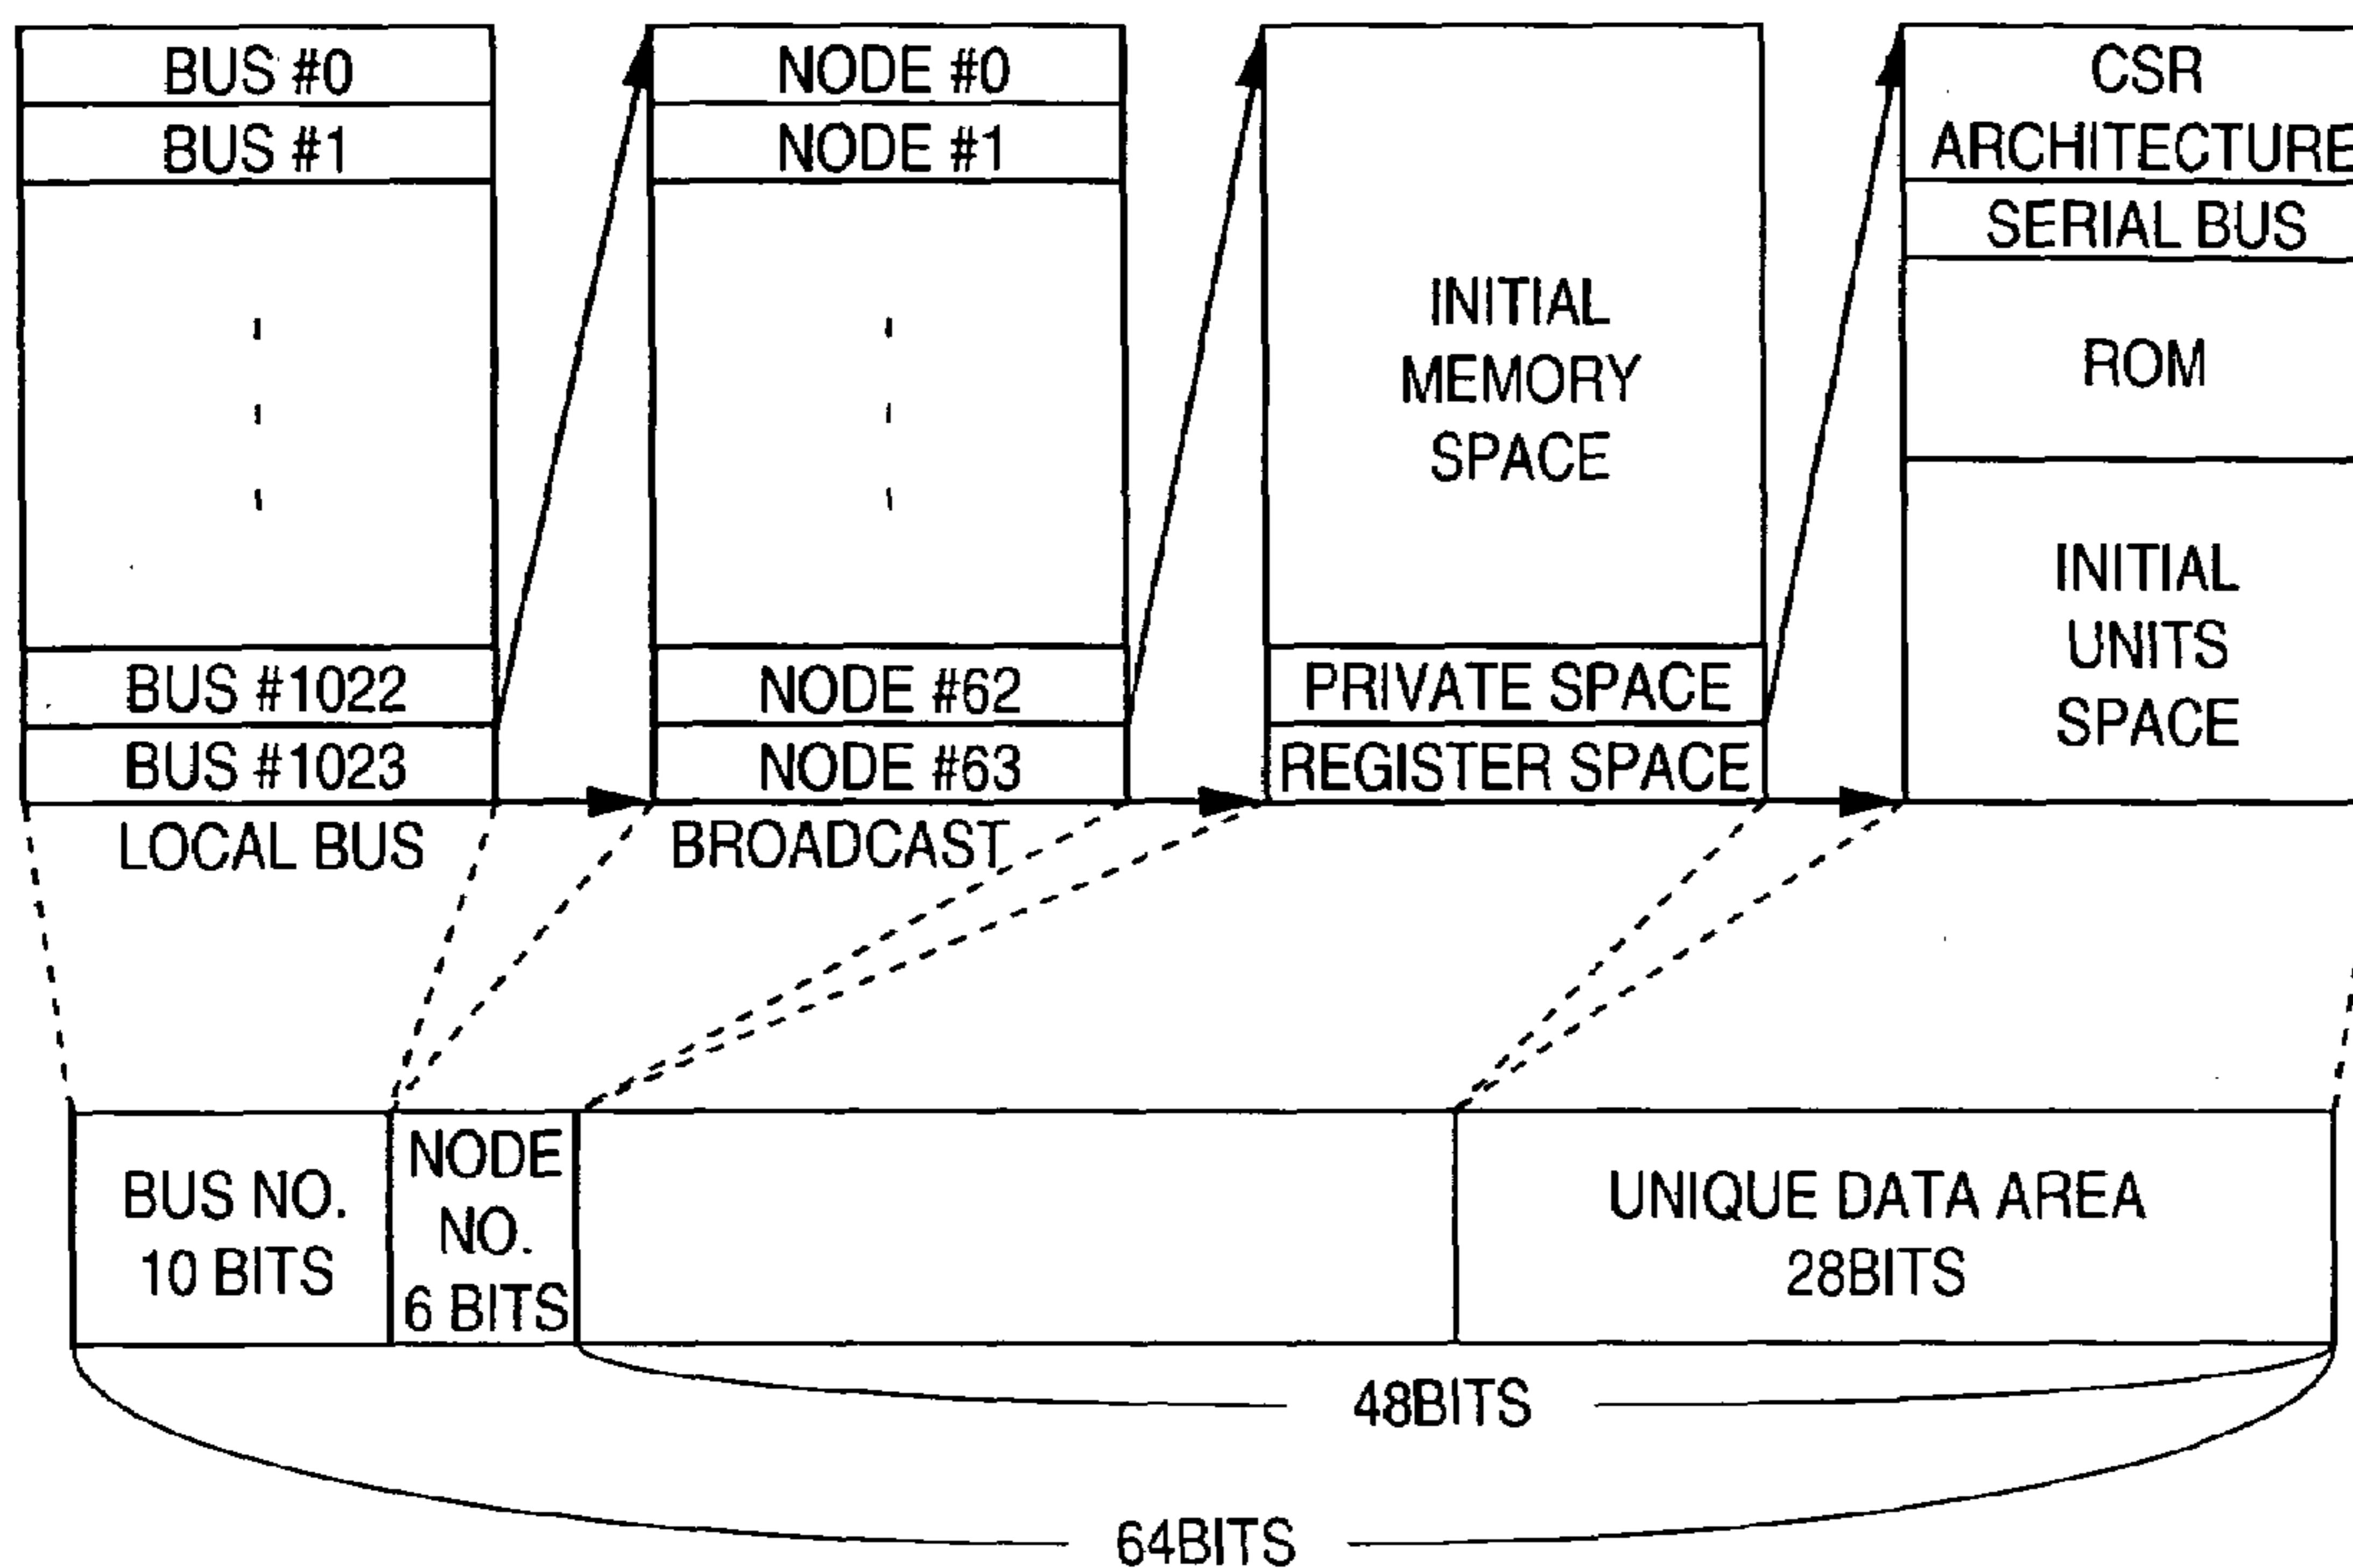 BUS #0
BUS #1
BUS #1022
BUS #1023
LOCAL BUS
NODE #0
NODE #1
NODE #62
NODE #63
BROADCAST
INITIAL
MEMORY
SPACE
PRIVATE SPACE
REGISTER SPACE
CSR
ARCHITECTURE
SERIAL BUS
ROM
INITIAL
UNITS
SPACE
BUS NO.
10 BITS
NODE
NO.
6 BITS
UNIQUE DATA AREA
28BITS
48BITS
64BITS